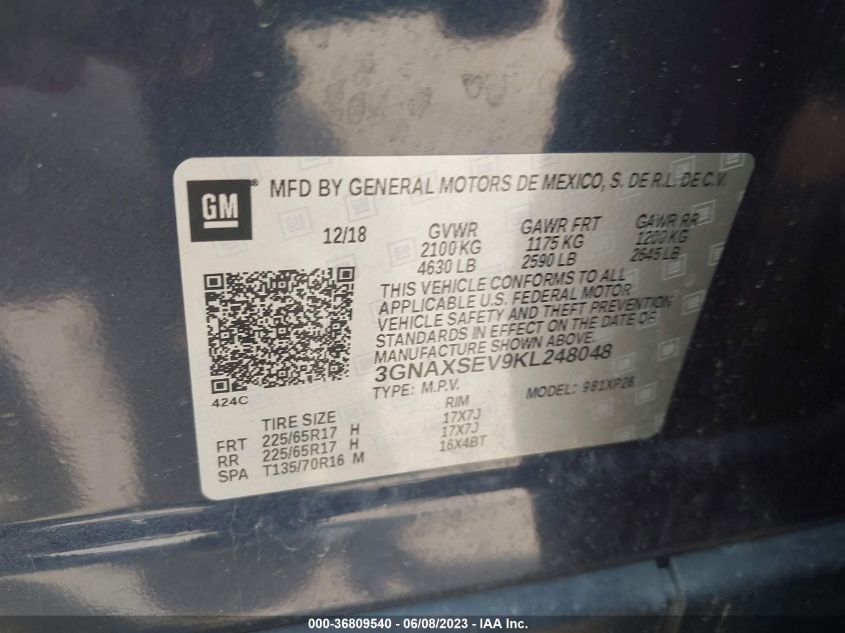 GM ® MFD BY GENERAL MOTORS DE MEXICO, S. DE R.L. DE C.V.
12/18 GVWR GAWR FRT GAWR RR
2100 KG 1175 KG 1200 KG
4630 LB 2590 LB 2645 LB
THIS VEHICLE CONFORMS TO ALL
APPLICABLE U.S. FEDERAL MOTOR
VEHICLE SAFETY AND THEFT PREVENTION
STANDARDS IN EFFECT ON THE DATE OF
MANUFACTURE SHOWN ABOVE.
3GNAXSEV9KL248048
TYPE: M.P.V. MODEL: 981XP26
424C
TIRE SIZE RIM
FRT 225/65R17 H 17X7J
RR 225/65R17 H 17X7J
SPA T135/70R16 M 16X4BT
000-36809540 - 06/08/2023 - IAA Inc.